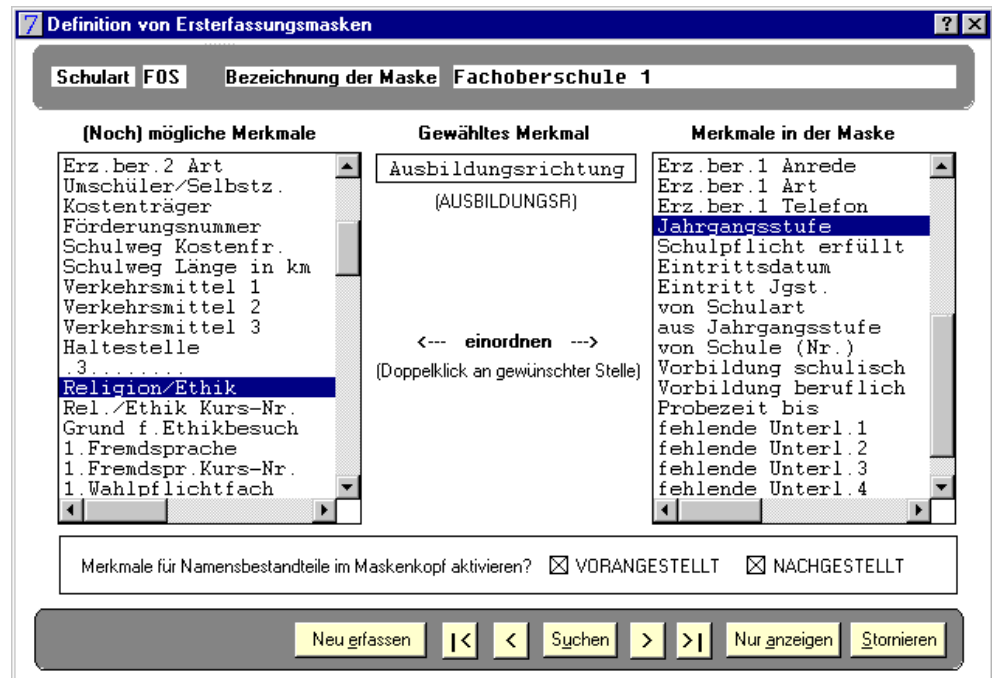 7 Definition von Ersterfassungsmasken ? X
Schulart FOS Bezeichnung der Maske Fachoberschule 1
(Noch) mögliche Merkmale
Erz.ber.2 Art
Umschüler/Selbstz.
Kostenträger
Förderungsnummer
Schulweg Kostenfr.
Schulweg Länge in km
Verkehrsmittel 1
Verkehrsmittel 2
Verkehrsmittel 3
Haltestelle
.3........
Religion/Ethik
Rel./Ethik Kurs-Nr.
Grund f.Ethikbesuch
1.Fremdsprache
1.Fremdspr.Kurs-Nr.
1.Wahlpflichtfach
Gewähltes Merkmal
Ausbildungsrichtung
(AUSBILDUNGSR)
<--- einordnen --->
(Doppelklick an gewünschter Stelle)
Merkmale in der Maske
Erz.ber.1 Anrede
Erz.ber.1 Art
Erz.ber.1 Telefon
Jahrgangsstufe
Schulpflicht erfüllt
Eintrittsdatum
Eintritt Jgst.
von Schulart
aus Jahrgangsstufe
von Schule (Nr.)
Vorbildung schulisch
Vorbildung beruflich
Probezeit bis
fehlende Unterl.1
fehlende Unterl.2
fehlende Unterl.3
fehlende Unterl.4
Merkmale für Namensbestandteile im Maskenkopf aktivieren? VORANGESTELLT NACHGESTELLT
Neu erfassen |< < Suchen > >| Nur anzeigen Stornieren